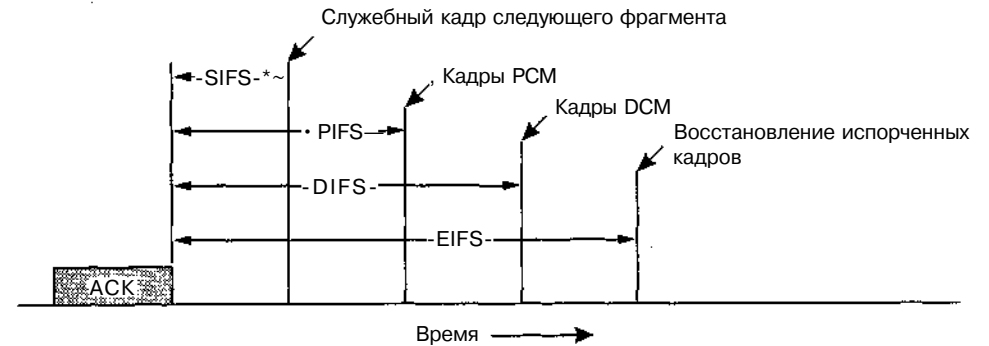 Служебный кадр следующего фрагмента
-SIFS-*~
, Кадры PCM
Кадры DCM
· PIFS—
Восстановление испорченных
кадров
-DIFS-
-EIFS-
ACK
Время